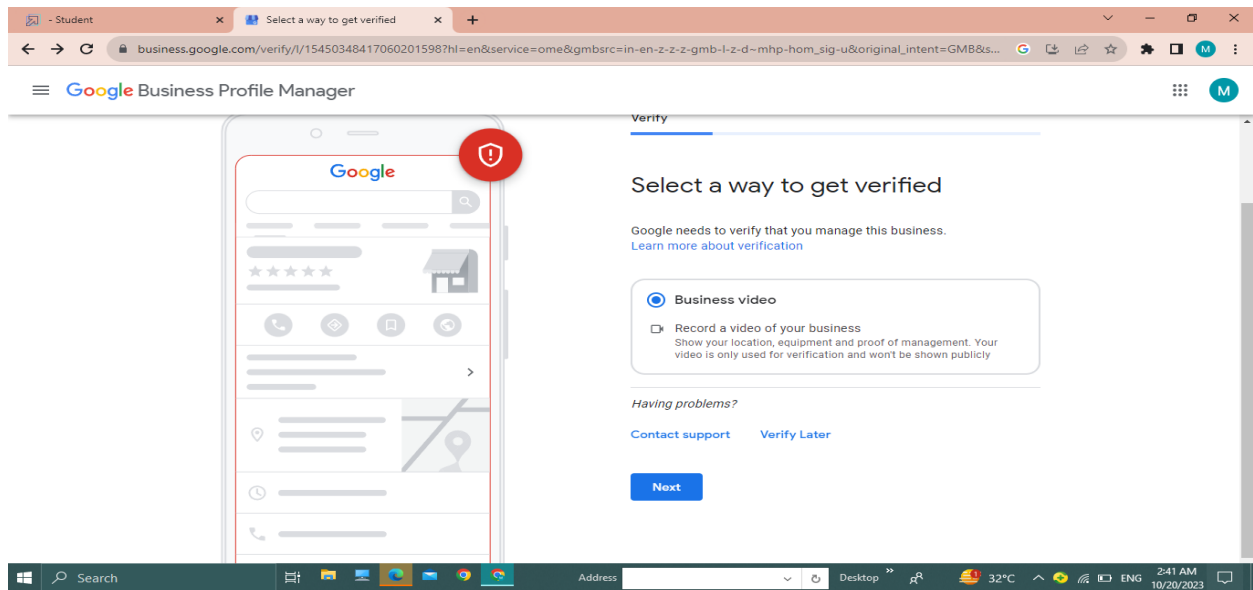 - Student
Select a way to get verified
business.google.com/verify/l/15450348417060201598?hl=en&service=ome&gmbsrc=in-en-z-z-z-gmb-l-z-d~mhp-hom_sig-u&original_intent=GMB&s...
M
Google Business Profile Manager
M
Verify
Google
Select a way to get verified
Google needs to verify that you manage this business.
Learn more about verification
Business video
Record a video of your business
Show your location, equipment and proof of management. Your
video is only used for verification and won't be shown publicly
Having problems?
Contact support Verify Later
Next
Search
Address
Desktop
32°C
ENG
2:41 AM
10/20/2023